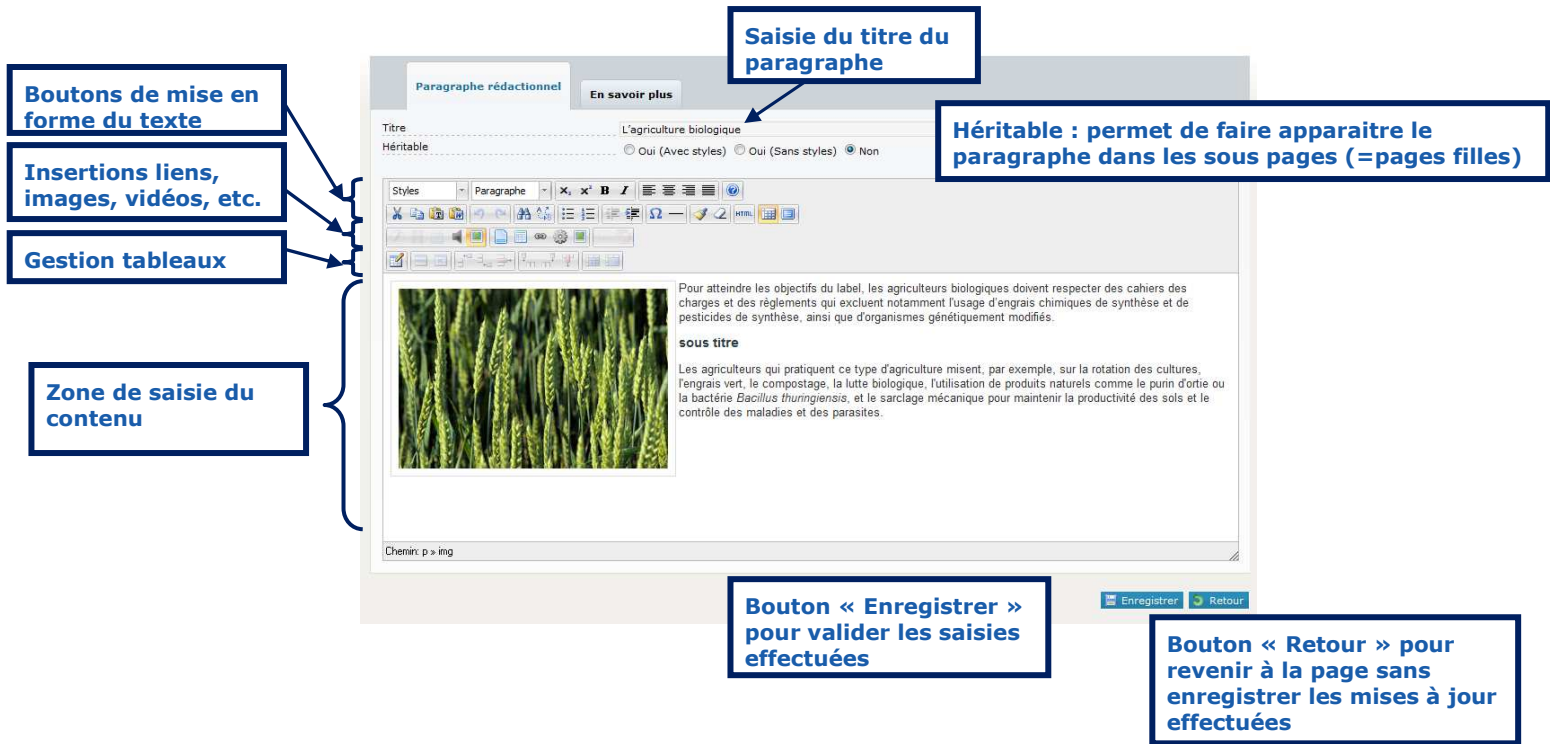 Saisie du titre du
paragraphe
Boutons de mise en
forme du texte
Paragraphe rédactionnel
En savoir plus
Titre
L'agriculture biologique
Héritable
Oui (Avec styles) Oui (Sans styles) Non
Héritable : permet de faire apparaitre le
paragraphe dans les sous pages (=pages filles)
Insertions liens,
images, vidéos, etc.
Gestion tableaux
Styles Paragraphe
HTML
Pour atteindre les objectifs du label, les agriculteurs biologiques doivent respecter des cahiers des
charges et des règlements qui excluent notamment l'usage d'engrais chimiques de synthèse et de
pesticides de synthèse, ainsi que d'organismes génétiquement modifiés.
sous titre
Les agriculteurs qui pratiquent ce type d'agriculture misent, par exemple, sur la rotation des cultures,
l'engrais vert, le compostage, la lutte biologique, l'utilisation de produits naturels comme le purin d'ortie ou
la bactérie Bacillus thuringiensis, et le sarclage mécanique pour maintenir la productivité des sols et le
contrôle des maladies et des parasites.
Zone de saisie du
contenu
Chemin: p » img
Enregistrer Retour
Bouton « Enregistrer »
pour valider les saisies
effectuées
Bouton « Retour » pour
revenir à la page sans
enregistrer les mises à jour
effectuées